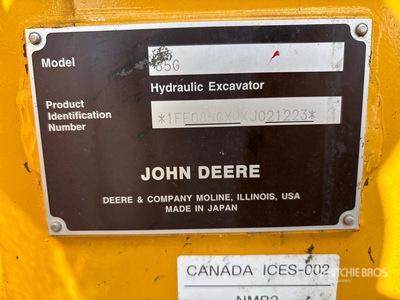 Model
Hydraulic Excavator
Product
Identification
Number
JOHN DEERE
DEERE & COMPANY MOLINE, ILLINOIS, USA
MADE IN JAPAN
CANADA ICES-002